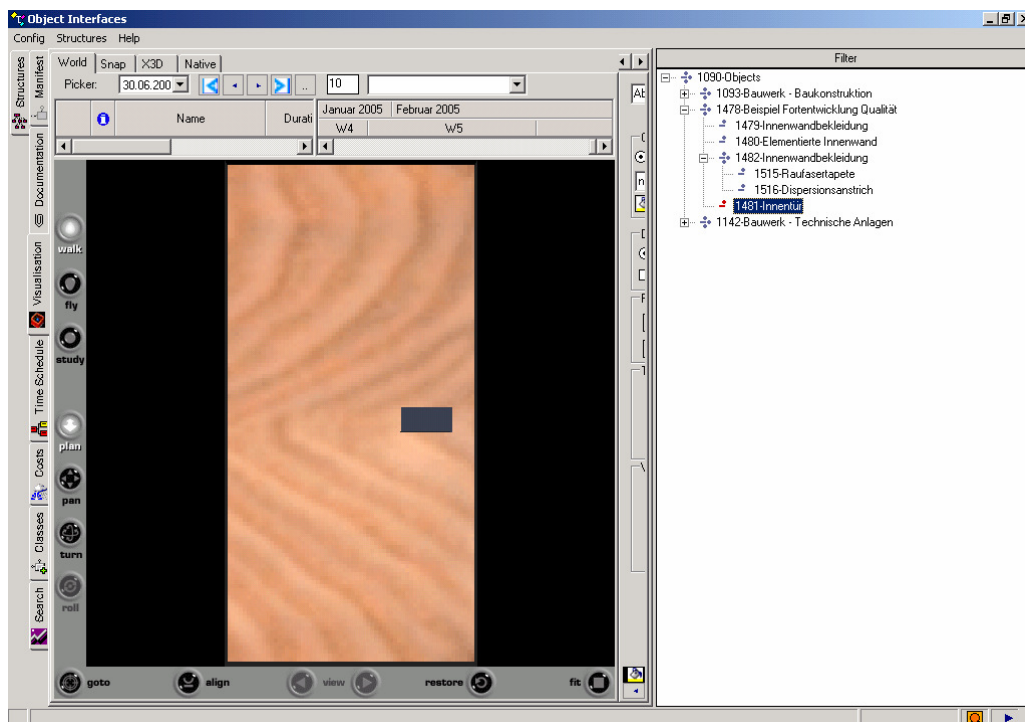 Object Interfaces
Config Structures Help
Structures
Manifest
Documentation
Visualisation
Time Schedule
Costs
Classes
Search
World Snap X3D Native
Picker: 30.06.200 .. 10
Name Durati
Januar 2005 Februar 2005
W4 W5
walk
fly
study
plan
pan
turn
roll
goto align view restore fit
Filter
1090-Objects
1093-Bauwerk - Baukonstruktion
1478-Beispiel Fortentwicklung Qualität
1479-Innenwandbekleidung
1480-Elementierte Innenwand
1482-Innenwandbekleidung
1515-Raufasertapete
1516-Dispersionsanstrich
1481-Innentür
1142-Bauwerk - Technische Anlagen